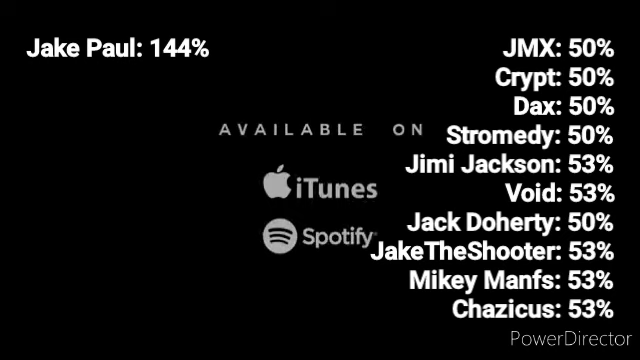 Jake Paul: 144%
JMX: 50%
Crypt: 50%
Dax: 50%
AVAILABLE ON
Stromedy: 50%
Jimi Jackson: 53%
iTunes
Void: 53%
Jack Doherty: 50%
Spotify
JakeTheShooter: 53%
Mikey Manfs: 53%
Chazicus: 53%
PowerDirector